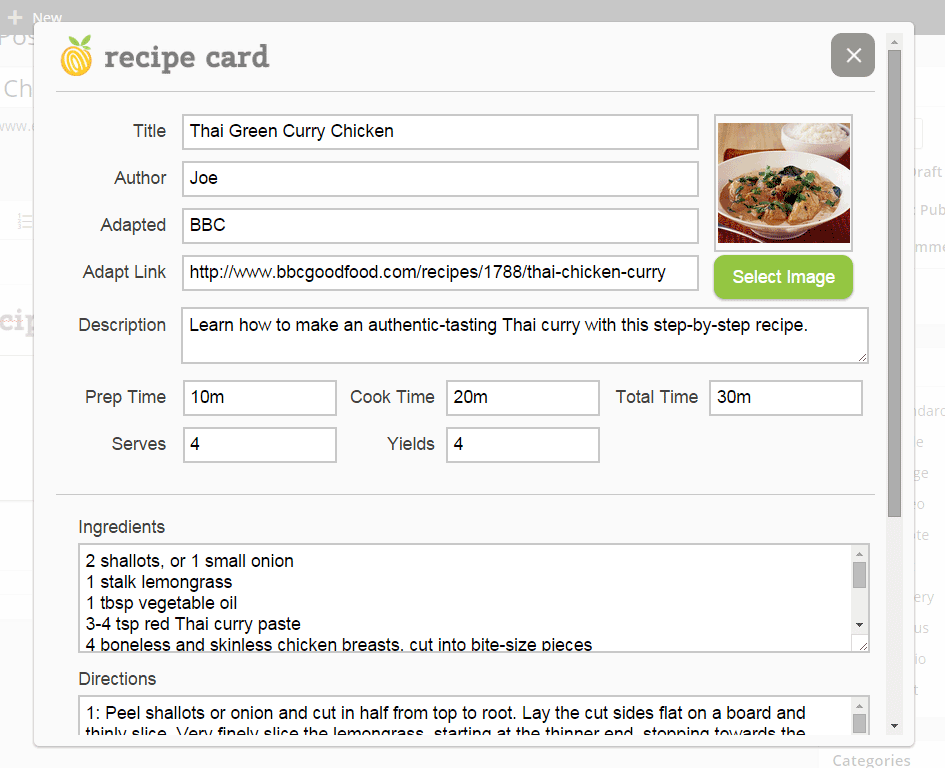 New
Pos
recipe card
Ch
www.
Title
Thai Green Curry Chicken
Author
Joe
Adapted
BBC
Adapt Link
http://www.bbcgoodfood.com/recipes/1788/thai-chicken-curry
Select Image
Description
Learn how to make an authentic-tasting Thai curry with this step-by-step recipe.
Prep Time
10m
Cook Time
20m
Total Time
30m
Serves
4
Yields
4
Ingredients
2 shallots, or 1 small onion
1 stalk lemongrass
1 tbsp vegetable oil
3-4 tsp red Thai curry paste
4 boneless and skinless chicken breasts, cut into bite-size pieces
Directions
1: Peel shallots or onion and cut in half from top to root. Lay the cut sides flat on a board and
thinly slice. Very finely slice the lemongrass, starting at the thinner end, stopping towards the
Categories